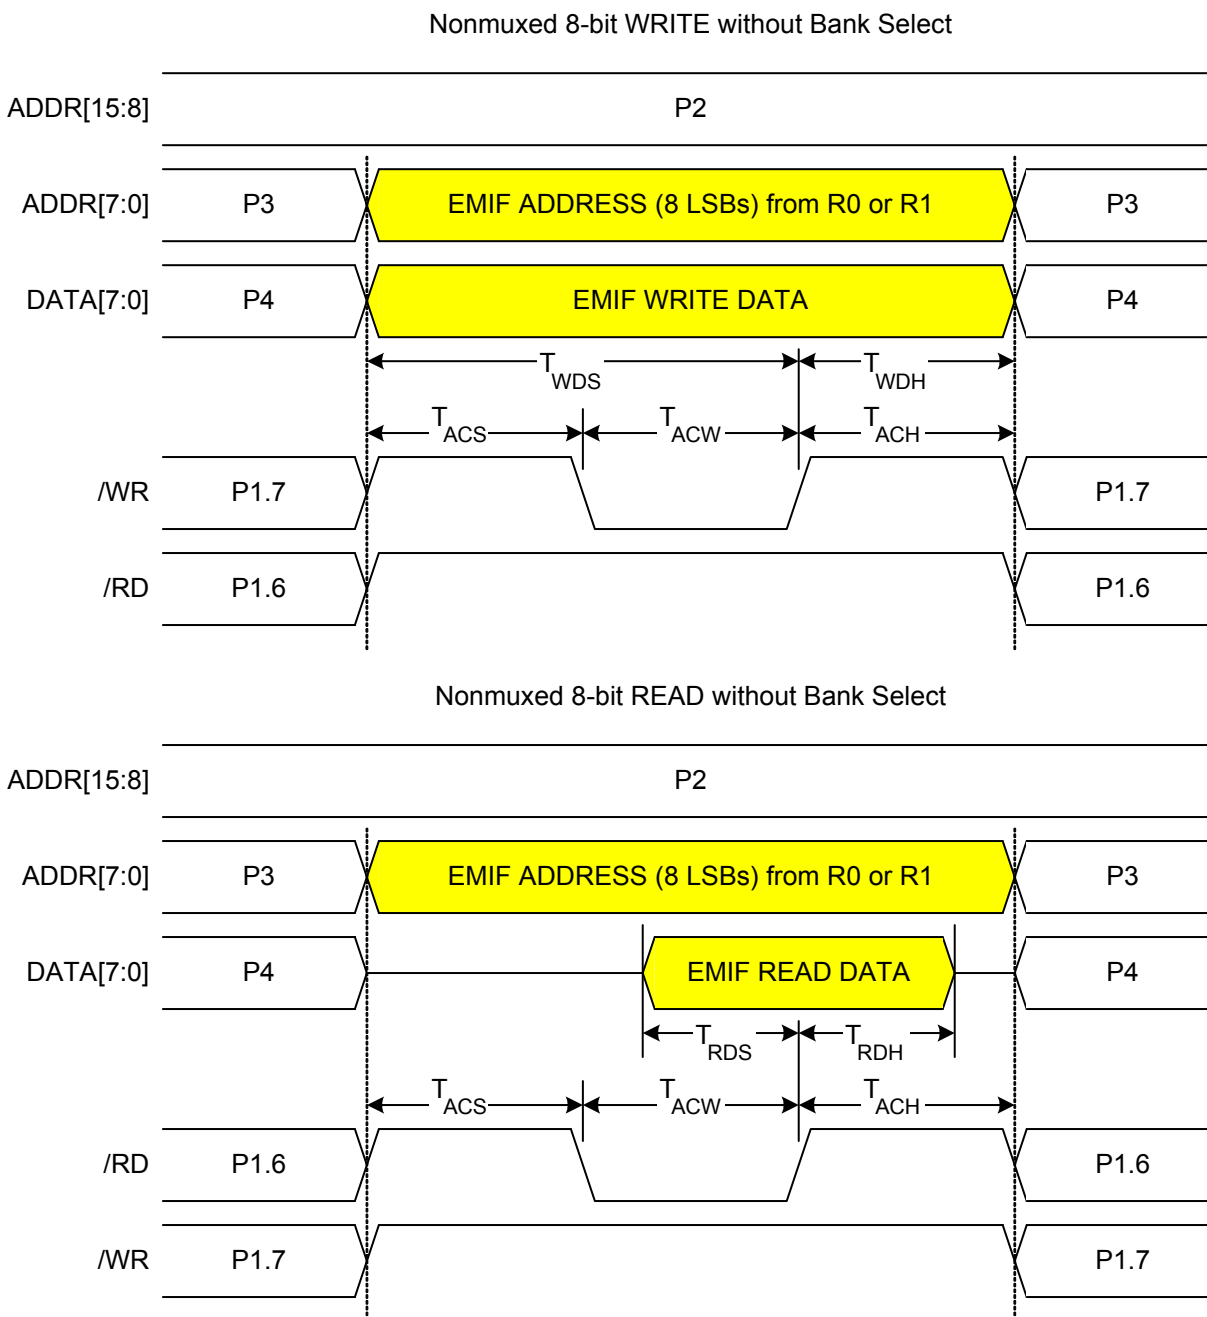 Nonmuxed 8-bit WRITE without Bank Select
ADDR[15:8] P2
ADDR[7:0] P3 EMIF ADDRESS (8 LSBs) from R0 or R1 P3
DATA[7:0] P4 EMIF WRITE DATA P4
TWDS TWDH
TACS TACW TACH
/WR P1.7 P1.7
/RD P1.6 P1.6
Nonmuxed 8-bit READ without Bank Select
ADDR[15:8] P2
ADDR[7:0] P3 EMIF ADDRESS (8 LSBs) from R0 or R1 P3
DATA[7:0] P4 EMIF READ DATA P4
TRDS TRDH
TACS TACW TACH
/RD P1.6 P1.6
/WR P1.7 P1.7